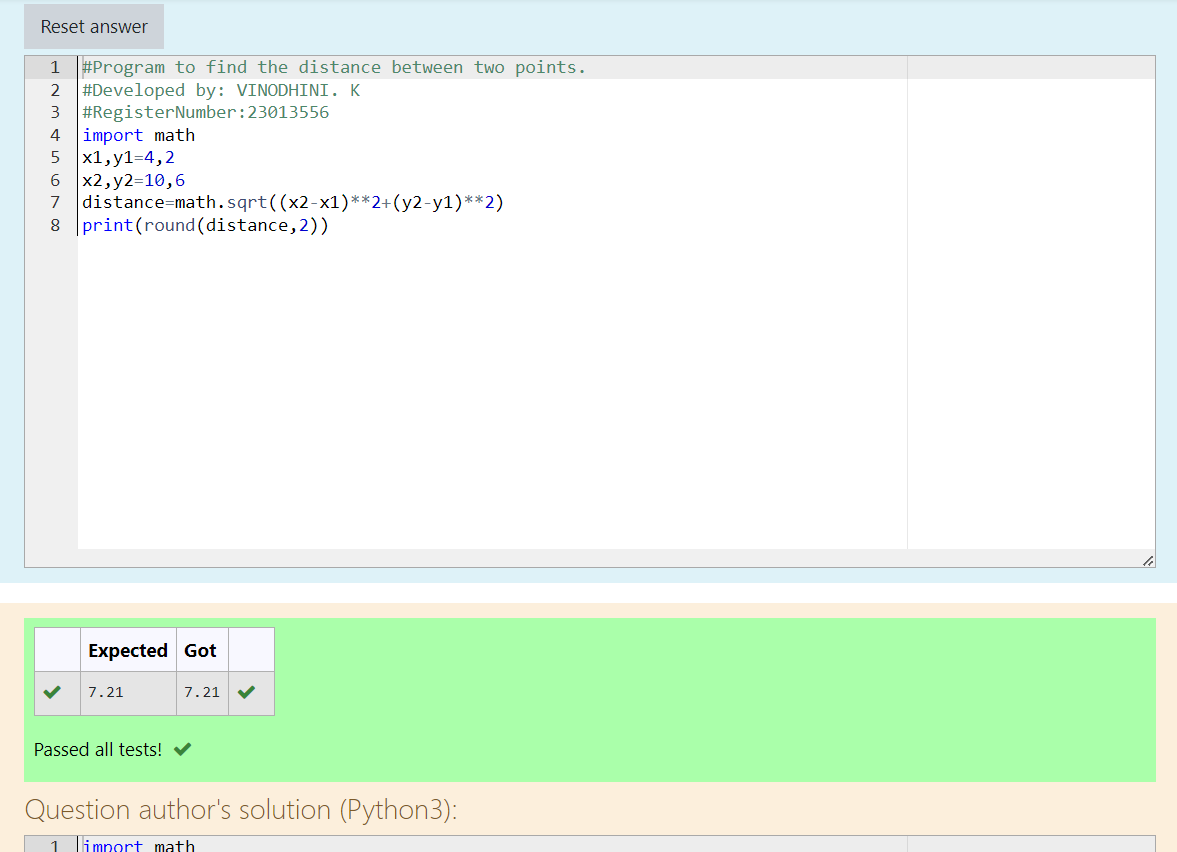 Reset answer
1 #Program to find the distance between two points.
2 #Developed by: VINODHINI. K
3 #RegisterNumber:23013556
4 import math
5 x1,y1=4,2
6 x2,y2=10,6
7 distance=math.sqrt((x2-x1)**2+(y2-y1)**2)
8 print(round(distance,2))
Expected Got
7.21 7.21
Passed all tests!
Question author's solution (Python3):
1 import math